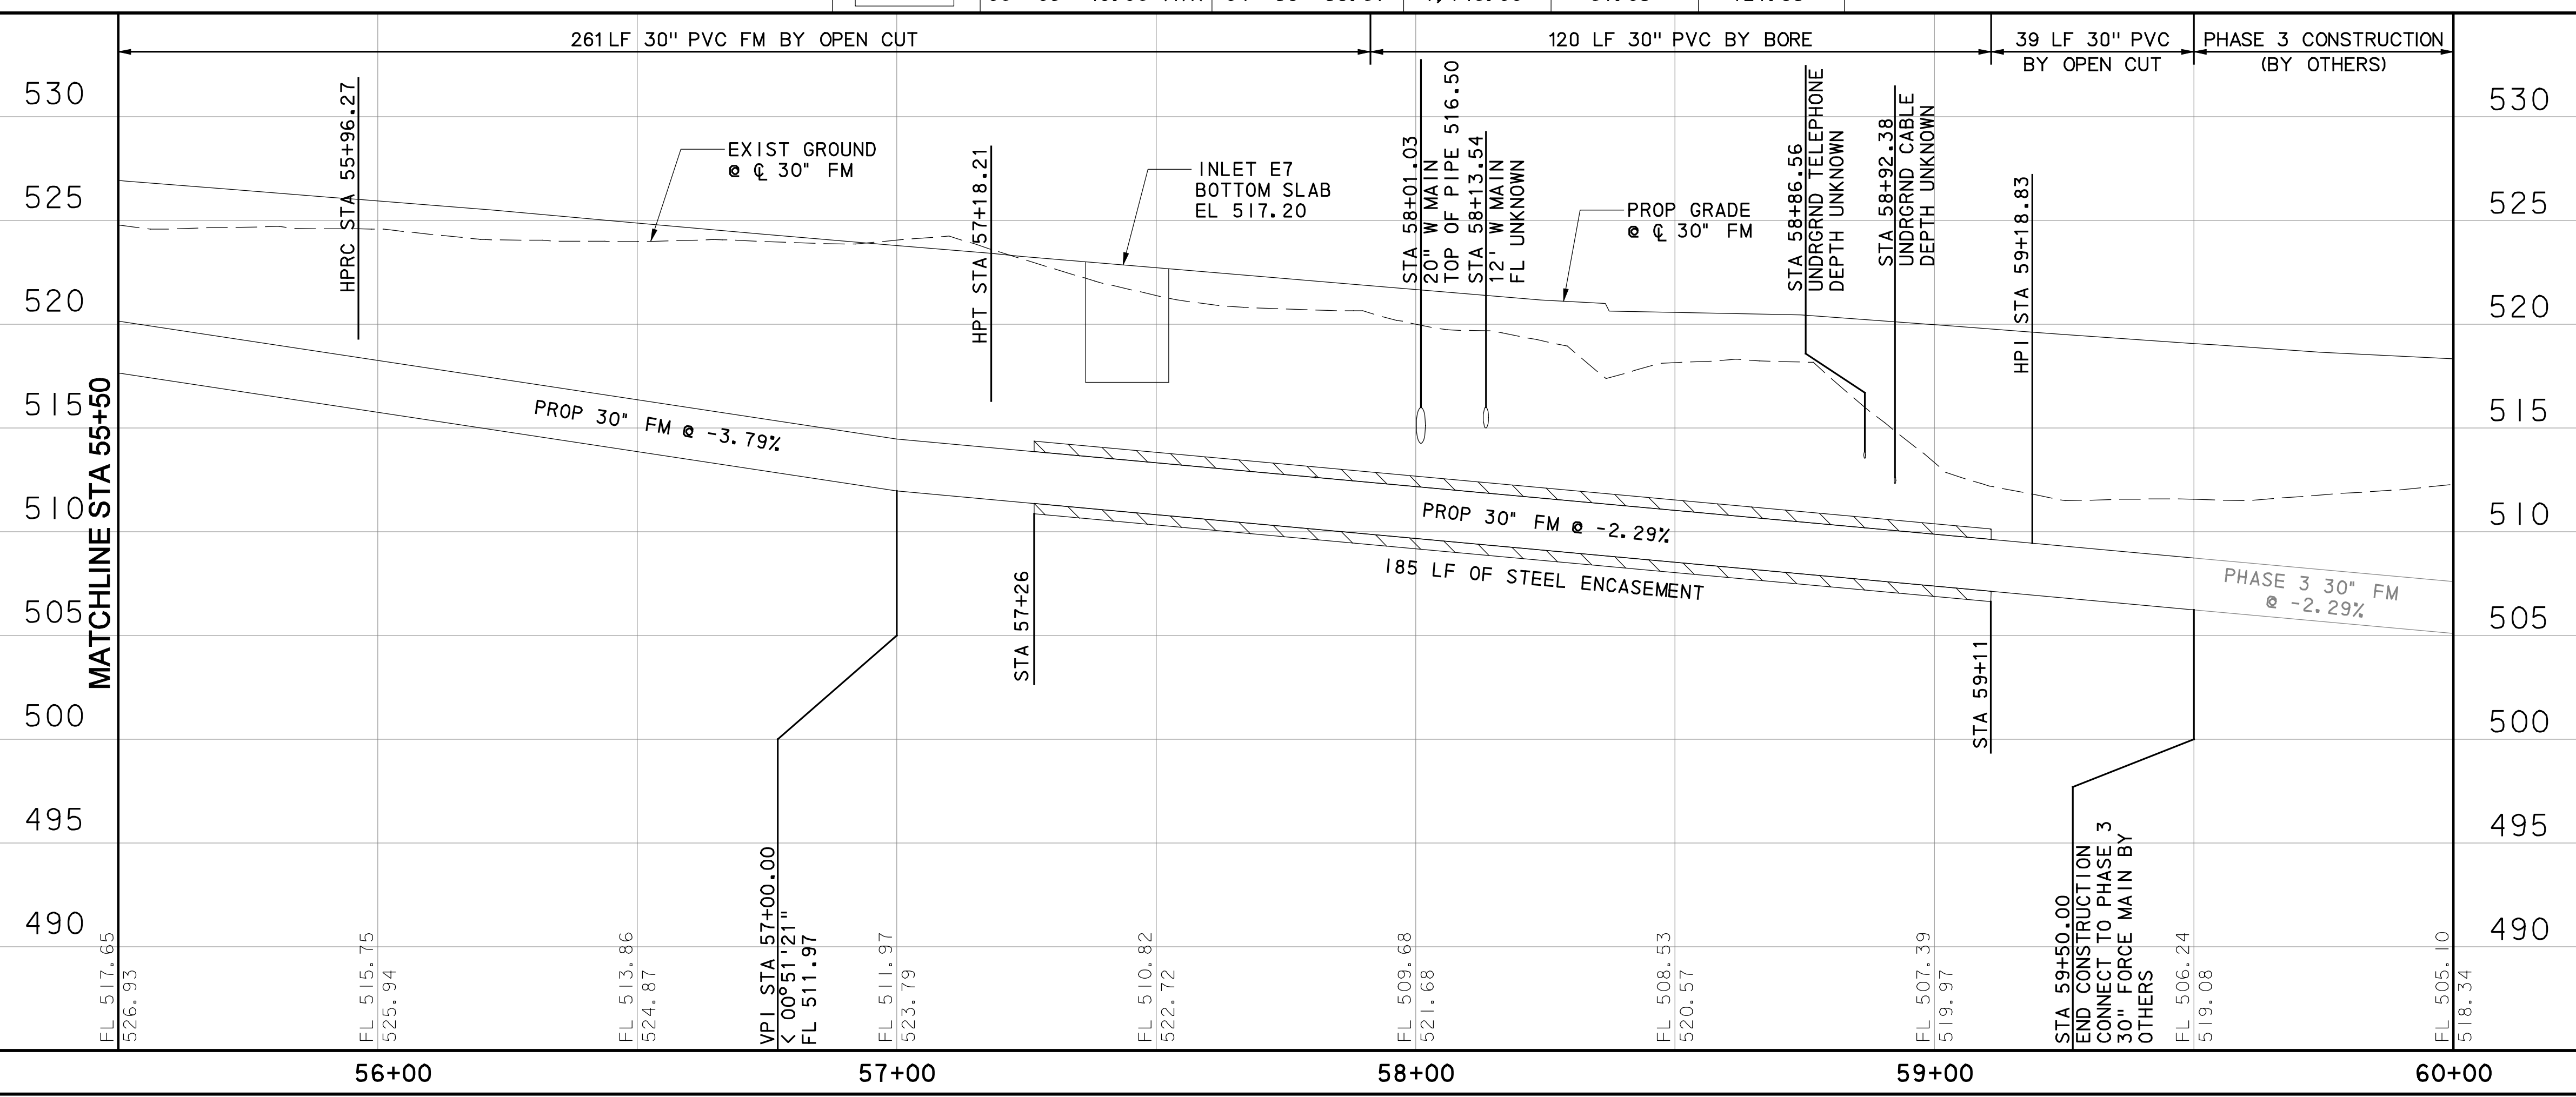 261 LF 30" PVC FM BY OPEN CUT
120 LF 30" PVC BY BORE
39 LF 30" PVC
BY OPEN CUT
PHASE 3 CONSTRUCTION
(BY OTHERS)
530
525
520
515
510
505
500
495
490
MATCHLINE STA 55+50
HPRC STA 55+96.27
EXIST GROUND
@ ℄ 30" FM
HPT STA 57+18.21
INLET E7
BOTTOM SLAB
EL 517.20
STA 58+01.03
20" W MAIN
TOP OF PIPE 516.50
STA 58+13.54
12' W MAIN
FL UNKNOWN
PROP GRADE
@ ℄ 30" FM
STA 58+86.56
UNDRGRND TELEPHONE
DEPTH UNKNOWN
STA 58+92.38
UNDRGRND CABLE
DEPTH UNKNOWN
HPI STA 59+18.83
530
525
520
515
510
505
500
495
490
PROP 30" FM @ -3.79%
PROP 30" FM @ -2.29%
185 LF OF STEEL ENCASEMENT
PHASE 3 30" FM
@ -2.29%
STA 57+26
STA 59+11
VPI STA 57+00.00
< 00°51'21"
FL 511.97
STA 59+50.00
END CONSTRUCTION
CONNECT TO PHASE 3
30" FORCE MAIN BY
OTHERS
FL 517.65
526.93
FL 515.75
525.94
FL 513.86
524.87
FL 511.97
523.79
FL 510.82
522.72
FL 509.68
521.68
FL 508.53
520.57
FL 507.39
519.97
FL 506.24
519.08
FL 505.10
518.34
56+00
57+00
58+00
59+00
60+00